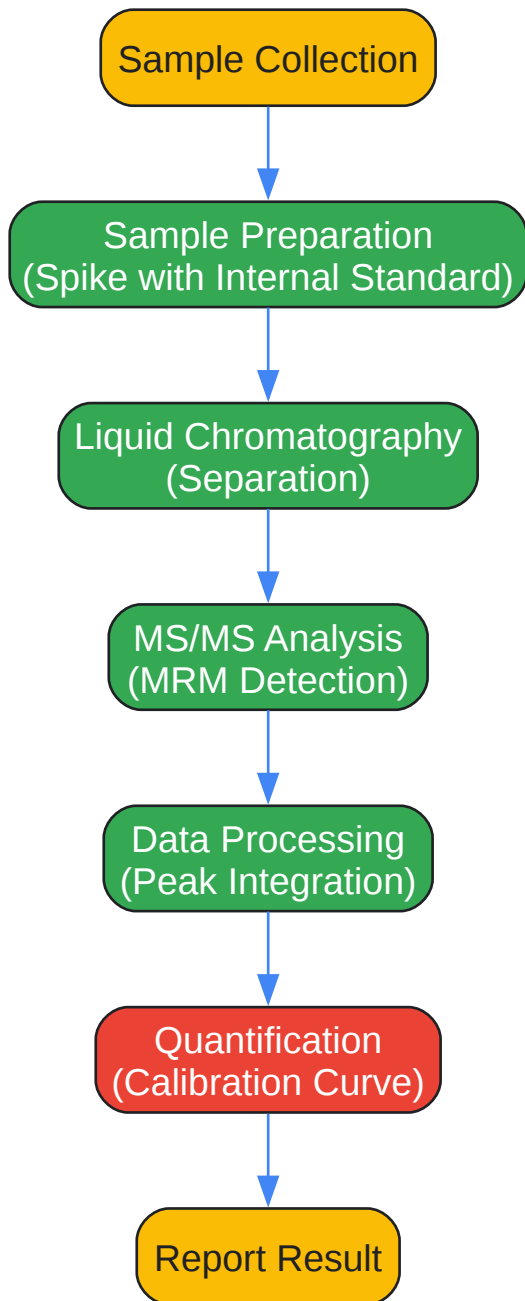 Sample Collection
Sample Preparation
(Spike with Internal Standard)
Liquid Chromatography
(Separation)
MS/MS Analysis
(MRM Detection)
Data Processing
(Peak Integration)
Quantification
(Calibration Curve)
Report Result